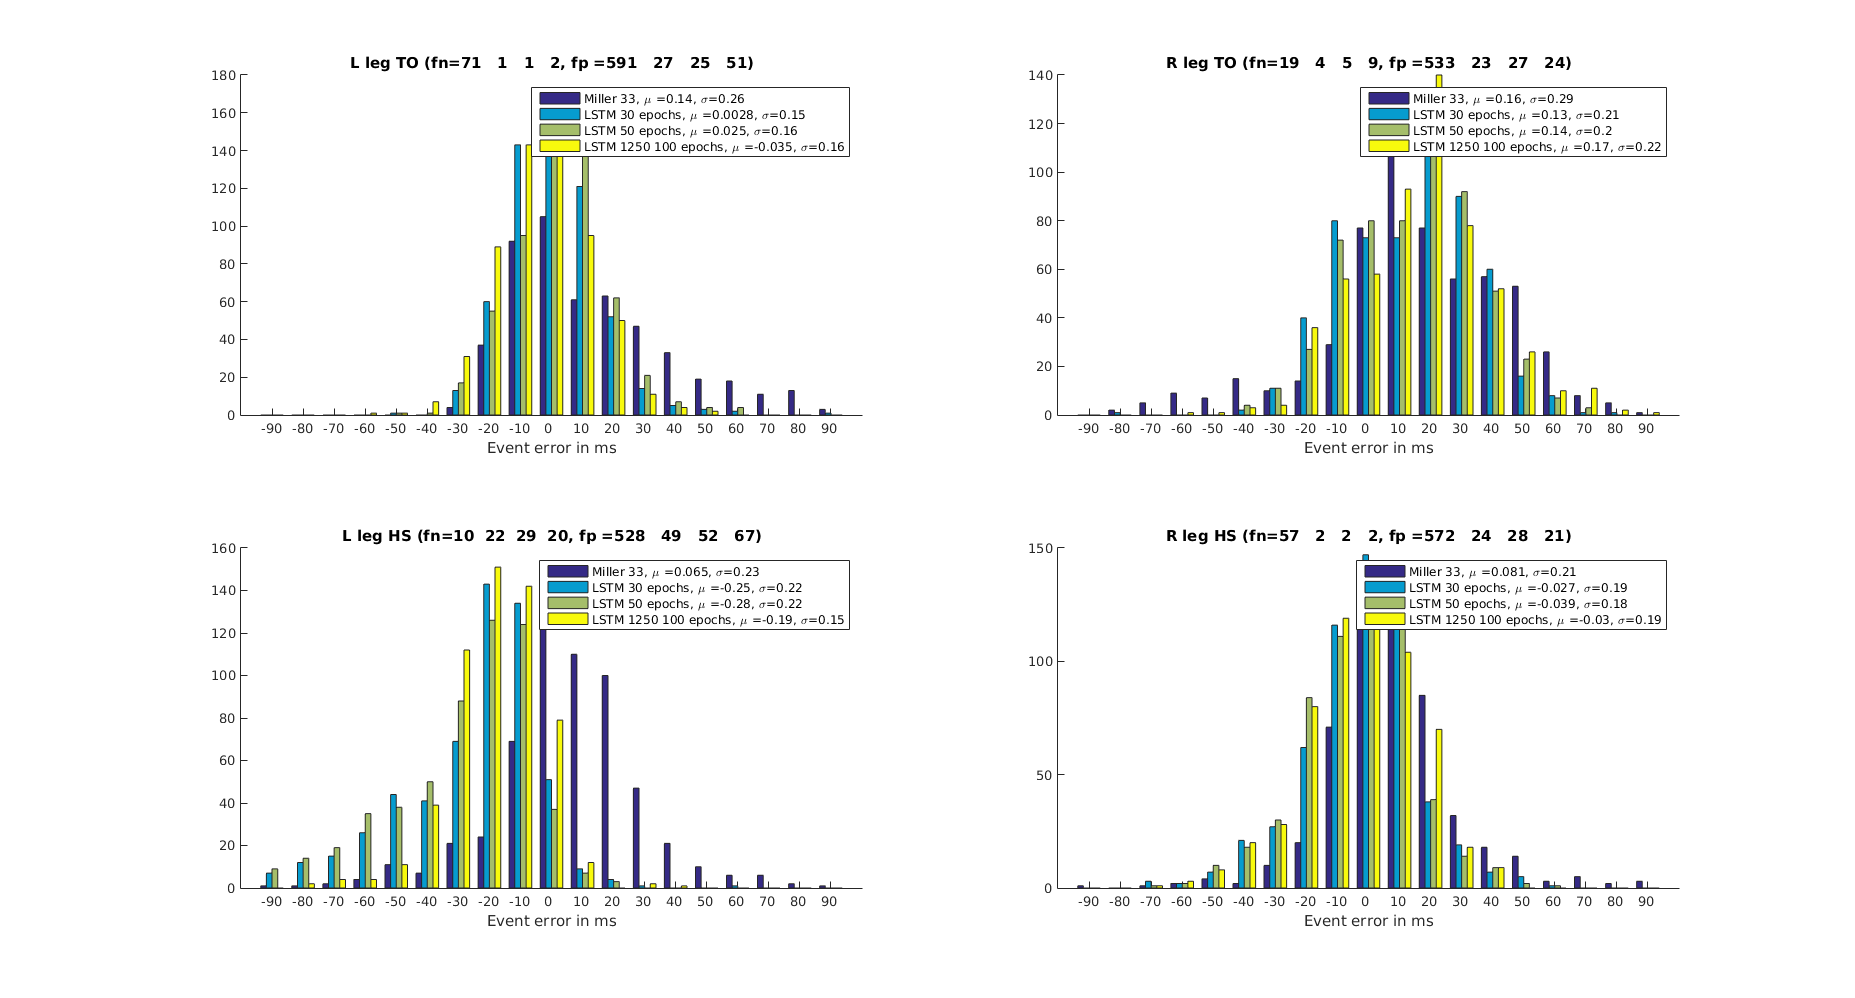 L leg TO (fn=71 1 1 2, fp =591 27 25 51)
180
160
140
120
100
80
60
40
20
0
Miller 33, μ =0.14, σ=0.26
LSTM 30 epochs, μ =0.0028, σ=0.15
LSTM 50 epochs, μ =0.025, σ=0.16
LSTM 1250 100 epochs, μ =-0.035, σ=0.16
-90 -80 -70 -60 -50 -40 -30 -20 -10 0 10 20 30 40 50 60 70 80 90
Event error in ms
R leg TO (fn=19 4 5 9, fp =533 23 27 24)
140
120
100
80
60
40
20
0
Miller 33, μ =0.16, σ=0.29
LSTM 30 epochs, μ =0.13, σ=0.21
LSTM 50 epochs, μ =0.14, σ=0.2
LSTM 1250 100 epochs, μ =0.17, σ=0.22
-90 -80 -70 -60 -50 -40 -30 -20 -10 0 10 20 30 40 50 60 70 80 90
Event error in ms
L leg HS (fn=10 22 29 20, fp =528 49 52 67)
160
140
120
100
80
60
40
20
0
Miller 33, μ =0.065, σ=0.23
LSTM 30 epochs, μ =-0.25, σ=0.22
LSTM 50 epochs, μ =-0.28, σ=0.22
LSTM 1250 100 epochs, μ =-0.19, σ=0.15
-90 -80 -70 -60 -50 -40 -30 -20 -10 0 10 20 30 40 50 60 70 80 90
Event error in ms
R leg HS (fn=57 2 2 2, fp =572 24 28 21)
150
100
50
0
Miller 33, μ =0.081, σ=0.21
LSTM 30 epochs, μ =-0.027, σ=0.19
LSTM 50 epochs, μ =-0.039, σ=0.18
LSTM 1250 100 epochs, μ =-0.03, σ=0.19
-90 -80 -70 -60 -50 -40 -30 -20 -10 0 10 20 30 40 50 60 70 80 90
Event error in ms